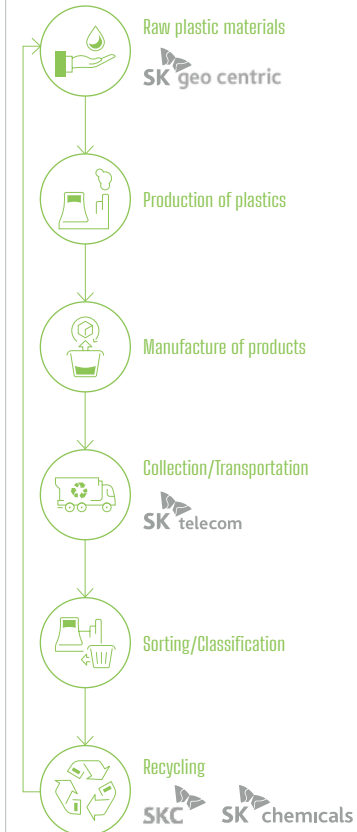 Raw plastic materials
SK geo centric
Production of plastics
Manufacture of products
Collection/Transportation
SK telecom
Sorting/Classification
Recycling
SKC SK chemicals